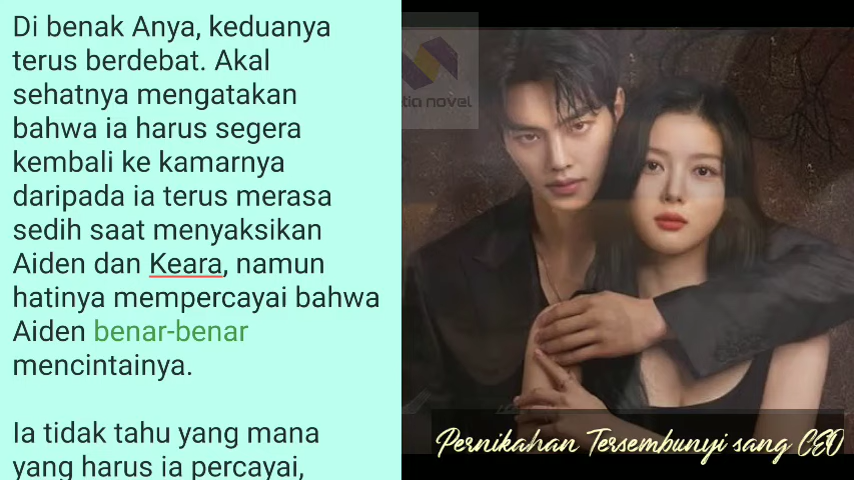 Di benak Anya, keduanya
terus berdebat. Akal
sehatnya mengatakan
bahwa ia harus segera
kembali ke kamarnya
daripada ia terus merasa
sedih saat menyaksikan
Aiden dan Keara, namun
hatinya mempercayai bahwa
Aiden benar-benar
mencintainya.
Ia tidak tahu yang mana
yang harus ia percayai,
novel
Pernikahan Tersembunyi sang CEO